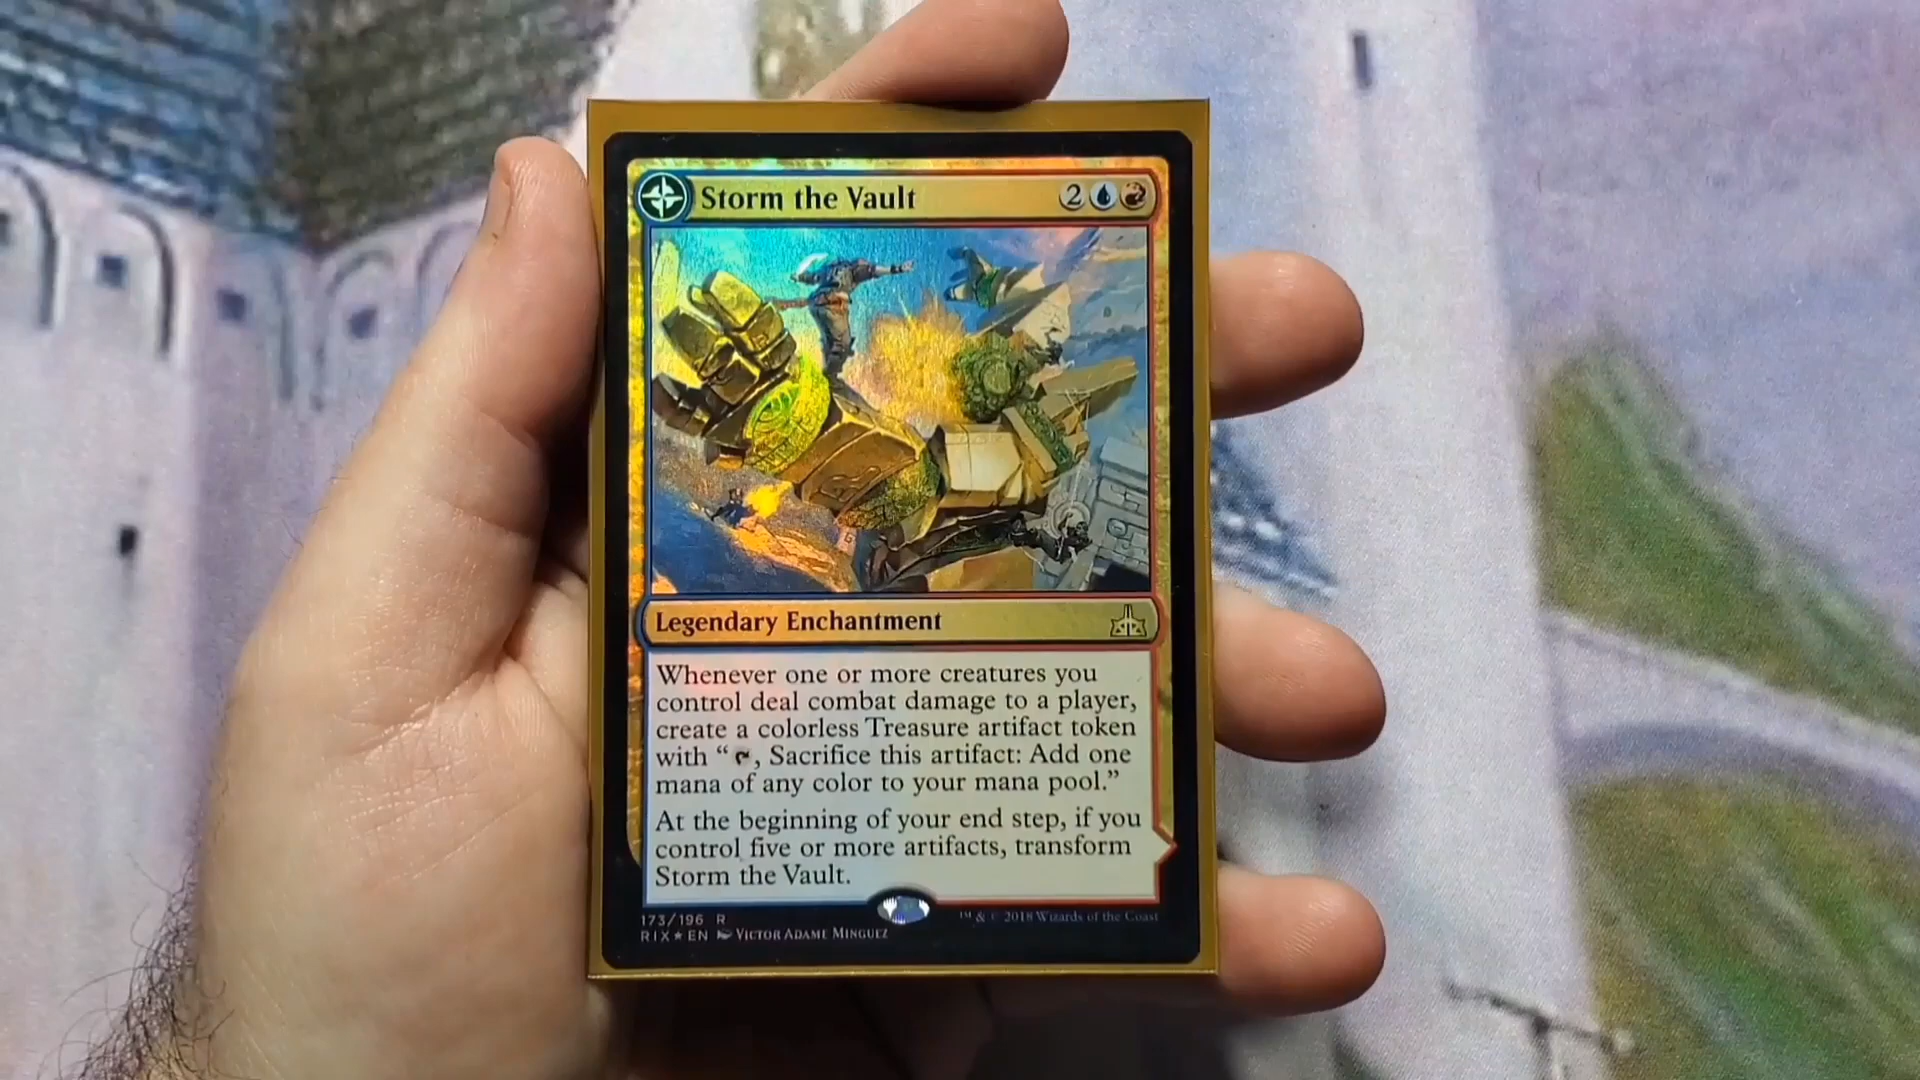 Storm the Vault 2
Legendary Enchantment
Whenever one or more creatures you
control deal combat damage to a player,
create a colorless Treasure artifact token
with “, Sacrifice this artifact: Add one
mana of any color to your mana pool.”
At the beginning of your end step, if you
control five or more artifacts, transform
Storm the Vault.
173/196 R
RIX★EN VICTOR ADAME MINGUEZ
™ & © 2018 Wizards of the Coast